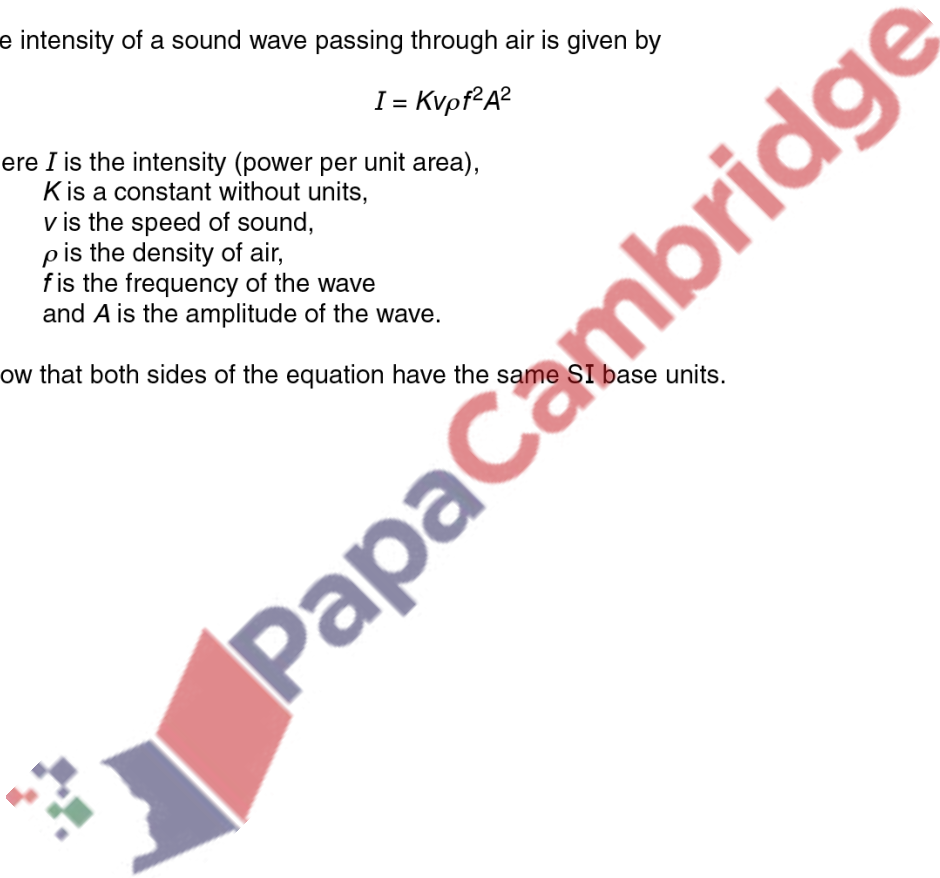 e intensity of a sound wave passing through air is given by
I = Kvρf²A²
ere I is the intensity (power per unit area),
K is a constant without units,
v is the speed of sound,
ρ is the density of air,
f is the frequency of the wave
and A is the amplitude of the wave.
ow that both sides of the equation have the same SI base units.
PapaCambridge